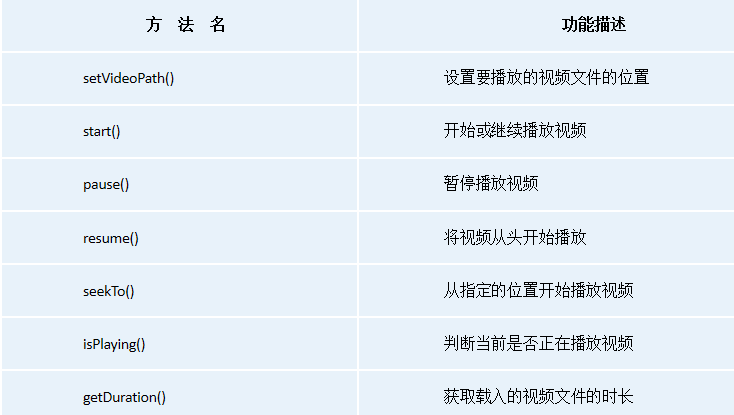 方 法 名 功能描述
setVideoPath() 设置要播放的视频文件的位置
start() 开始或继续播放视频
pause() 暂停播放视频
resume() 将视频从头开始播放
seekTo() 从指定的位置开始播放视频
isPlaying() 判断当前是否正在播放视频
getDuration() 获取载入的视频文件的时长